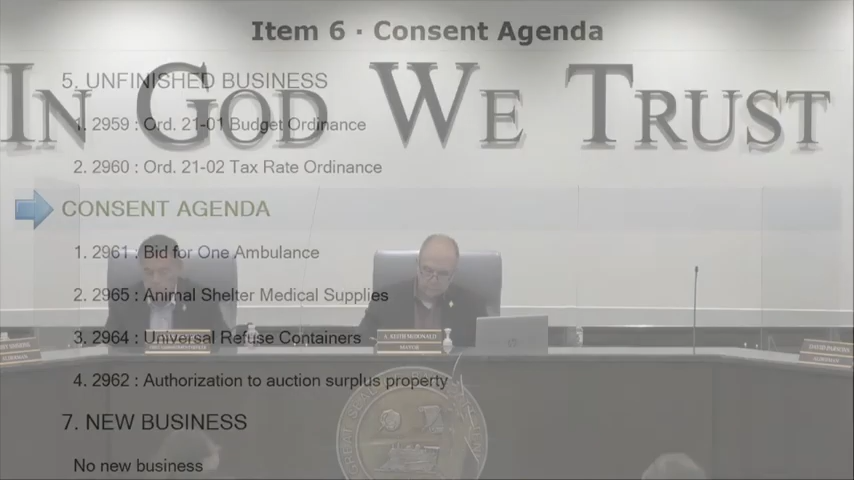 Item 6 · Consent Agenda
IN GOD WE TRUST
5. UNFINISHED BUSINESS
1. 2959 : Ord. 21-01 Budget Ordinance
2. 2960 : Ord. 21-02 Tax Rate Ordinance
CONSENT AGENDA
1. 2961 : Bid for One Ambulance
2. 2965 : Animal Shelter Medical Supplies
3. 2964 : Universal Refuse Containers
A. KEITH MCDONALD
MAYOR
4. 2962 : Authorization to auction surplus property
7. NEW BUSINESS
No new business